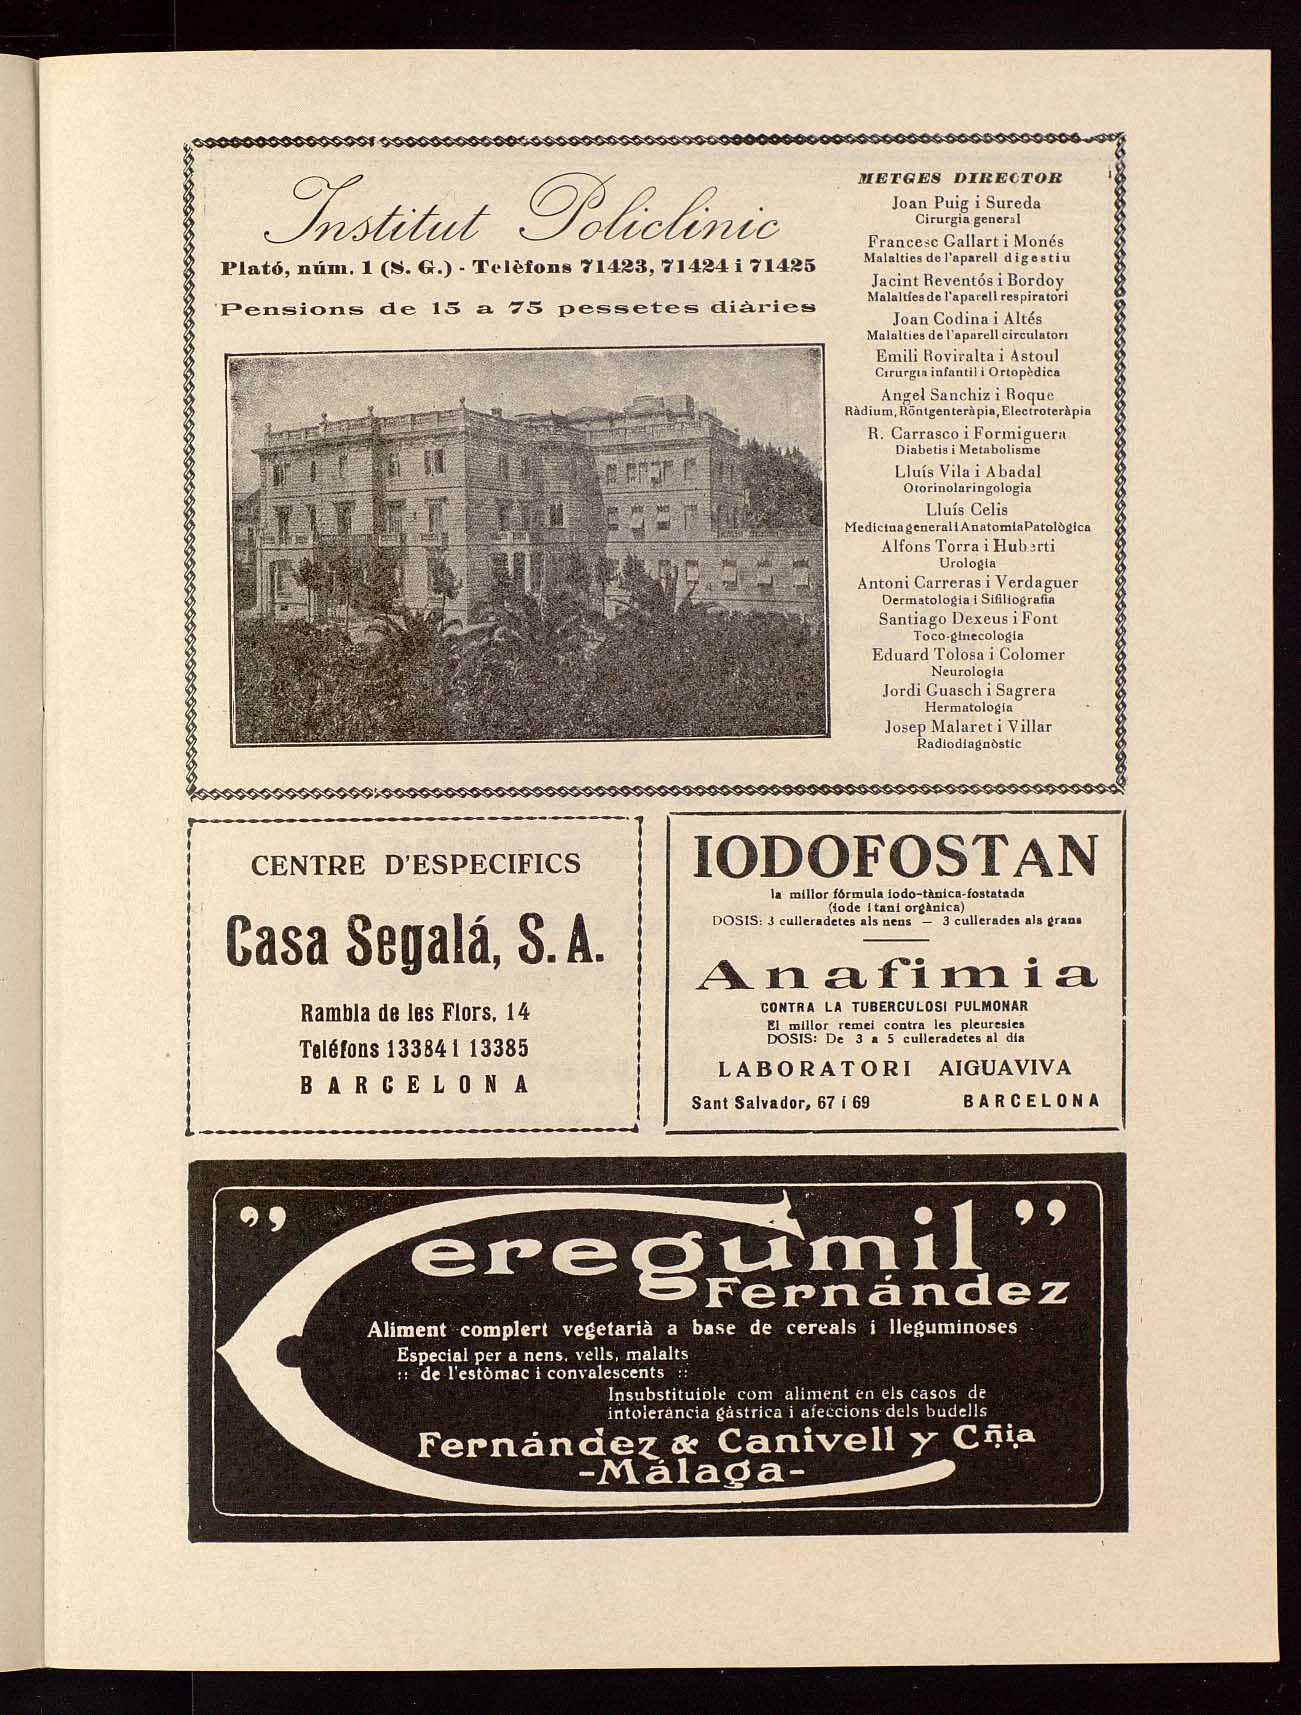 Institut Policlinic
Plató, núm. 1 (S. G.) - Telèfons 71423, 71424 i 71425
Pensions de 15 a 75 pessetes diàries
METGES DIRECTOR
Joan Puig i Sureda
Cirurgia general
Francesc Gallart i Monés
Malalties de l'aparell digestiu
Jacint Reventós i Bordoy
Malalties de l'aparell respiratori
Joan Codina i Altés
Malalties de l'aparell circulatori
Emili Roviralta i Astoul
Cirurgia infantil i Ortopèdica
Angel Sanchiz i Roque
Ràdium, Röntgenteràpia, Electroteràpia
R. Carrasco i Formiguera
Diabetis i Metabolisme
Lluís Vila i Abadal
Otorinolaringologia
Lluís Celis
Medicina general i Anatomia Patològica
Alfons Torra i Huberti
Urologia
Antoni Carreras i Verdaguer
Dermatologia i Sifiliografia
Santiago Dexeus i Font
Toco-ginecologia
Eduard Tolosa i Colomer
Neurologia
Jordi Guasch i Sagrera
Hermatologia
Josep Malaret i Villar
Radiodiagnòstic
CENTRE D'ESPECIFICS
Casa Segalá, S. A.
Rambla de les Flors, 14
Teléfons 13384 i 13385
BARCELONA
IODOFOSTAN
la millor fórmula iodo-tànica-fostatada
(iode i tani orgànica)
DOSIS: 3 culleradetes als nens — 3 cullerades als grans
Anafimia
CONTRA LA TUBERCULOSI PULMONAR
El millor remei contra les pleuresies
DOSIS: De 3 a 5 culleradetes al dia
LABORATORI AIGUAVIVA
Sant Salvador, 67 i 69 BARCELONA
"Ceregumil"
Fernández
Aliment complert vegetarià a base de cereals i lleguminoses
Especial per a nens, vells, malalts
:: de l'estòmac i convalescents ::
Insubstituible com aliment en els casos de
intolerància gàstrica i afeccions dels budells
Fernández & Canivell y Cñia
-Málaga-